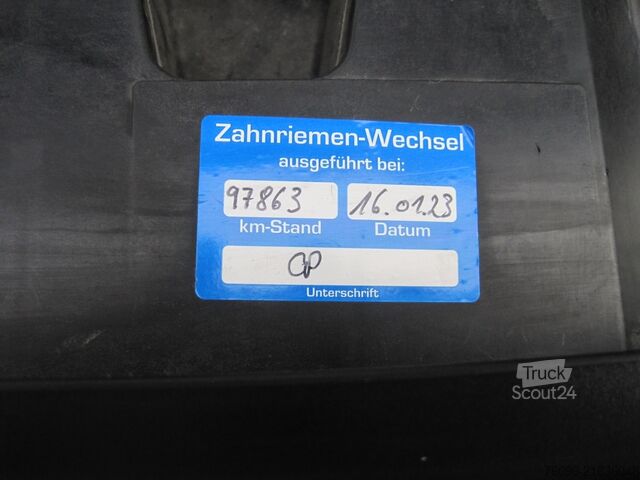 Zahnriemen-Wechsel
ausgeführt bei:
97863 16.01.23
km-Stand Datum
CP
Unterschrift
Truck
Scout24